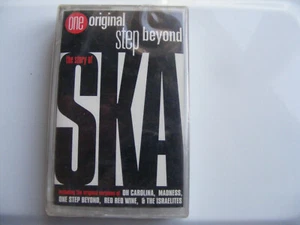 one original
step beyond
the story of
SKA
including the original versions of OH CAROLINA, MADNESS,
ONE STEP BEYOND, RED RED WINE, & THE ISRAELITES